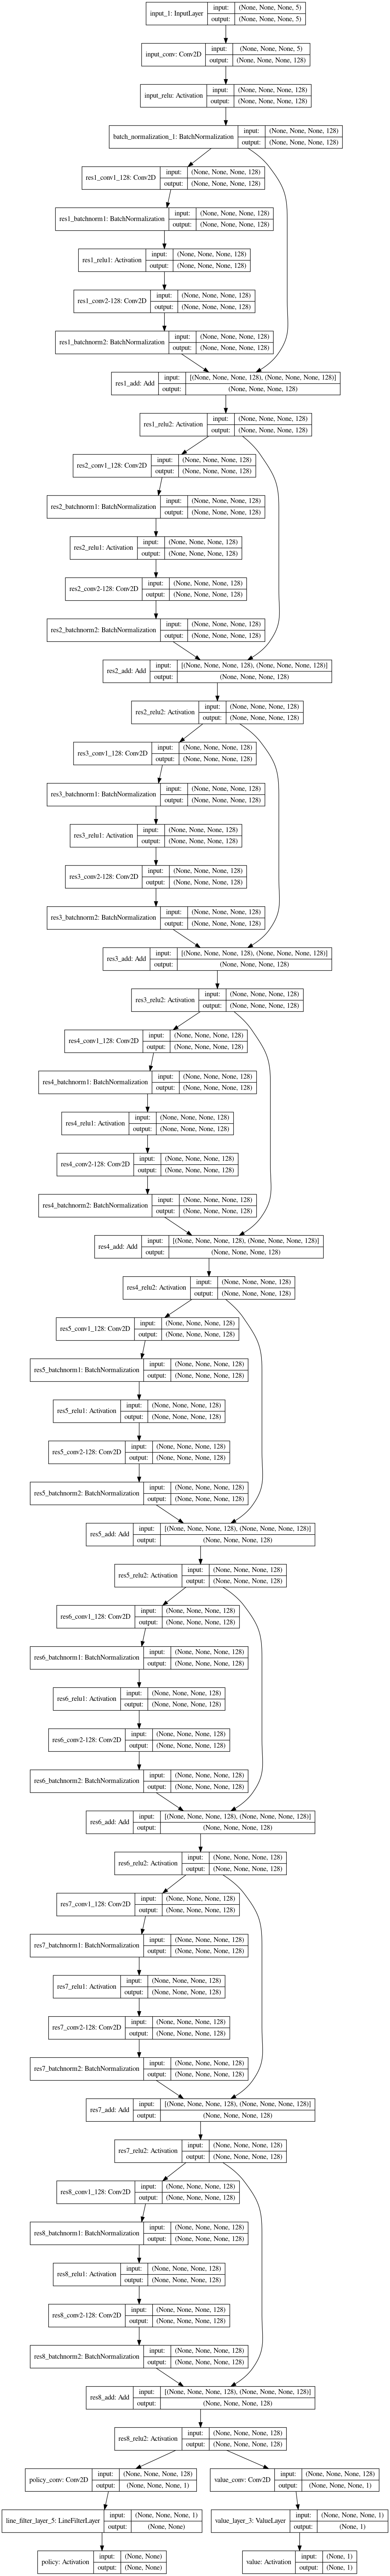 input_1: InputLayer
input: (None, None, None, 5)
output: (None, None, None, 5)
input_conv: Conv2D
input: (None, None, None, 5)
output: (None, None, None, 128)
input_relu: Activation
input: (None, None, None, 128)
output: (None, None, None, 128)
batch_normalization_1: BatchNormalization
input: (None, None, None, 128)
output: (None, None, None, 128)
res1_conv1_128: Conv2D
input: (None, None, None, 128)
output: (None, None, None, 128)
res1_batchnorm1: BatchNormalization
input: (None, None, None, 128)
output: (None, None, None, 128)
res1_relu1: Activation
input: (None, None, None, 128)
output: (None, None, None, 128)
res1_conv2-128: Conv2D
input: (None, None, None, 128)
output: (None, None, None, 128)
res1_batchnorm2: BatchNormalization
input: (None, None, None, 128)
output: (None, None, None, 128)
res1_add: Add
input: [(None, None, None, 128), (None, None, None, 128)]
output: (None, None, None, 128)
res1_relu2: Activation
input: (None, None, None, 128)
output: (None, None, None, 128)
res2_conv1_128: Conv2D
input: (None, None, None, 128)
output: (None, None, None, 128)
res2_batchnorm1: BatchNormalization
input: (None, None, None, 128)
output: (None, None, None, 128)
res2_relu1: Activation
input: (None, None, None, 128)
output: (None, None, None, 128)
res2_conv2-128: Conv2D
input: (None, None, None, 128)
output: (None, None, None, 128)
res2_batchnorm2: BatchNormalization
input: (None, None, None, 128)
output: (None, None, None, 128)
res2_add: Add
input: [(None, None, None, 128), (None, None, None, 128)]
output: (None, None, None, 128)
res2_relu2: Activation
input: (None, None, None, 128)
output: (None, None, None, 128)
res3_conv1_128: Conv2D
input: (None, None, None, 128)
output: (None, None, None, 128)
res3_batchnorm1: BatchNormalization
input: (None, None, None, 128)
output: (None, None, None, 128)
res3_relu1: Activation
input: (None, None, None, 128)
output: (None, None, None, 128)
res3_conv2-128: Conv2D
input: (None, None, None, 128)
output: (None, None, None, 128)
res3_batchnorm2: BatchNormalization
input: (None, None, None, 128)
output: (None, None, None, 128)
res3_add: Add
input: [(None, None, None, 128), (None, None, None, 128)]
output: (None, None, None, 128)
res3_relu2: Activation
input: (None, None, None, 128)
output: (None, None, None, 128)
res4_conv1_128: Conv2D
input: (None, None, None, 128)
output: (None, None, None, 128)
res4_batchnorm1: BatchNormalization
input: (None, None, None, 128)
output: (None, None, None, 128)
res4_relu1: Activation
input: (None, None, None, 128)
output: (None, None, None, 128)
res4_conv2-128: Conv2D
input: (None, None, None, 128)
output: (None, None, None, 128)
res4_batchnorm2: BatchNormalization
input: (None, None, None, 128)
output: (None, None, None, 128)
res4_add: Add
input: [(None, None, None, 128), (None, None, None, 128)]
output: (None, None, None, 128)
res4_relu2: Activation
input: (None, None, None, 128)
output: (None, None, None, 128)
res5_conv1_128: Conv2D
input: (None, None, None, 128)
output: (None, None, None, 128)
res5_batchnorm1: BatchNormalization
input: (None, None, None, 128)
output: (None, None, None, 128)
res5_relu1: Activation
input: (None, None, None, 128)
output: (None, None, None, 128)
res5_conv2-128: Conv2D
input: (None, None, None, 128)
output: (None, None, None, 128)
res5_batchnorm2: BatchNormalization
input: (None, None, None, 128)
output: (None, None, None, 128)
res5_add: Add
input: [(None, None, None, 128), (None, None, None, 128)]
output: (None, None, None, 128)
res5_relu2: Activation
input: (None, None, None, 128)
output: (None, None, None, 128)
res6_conv1_128: Conv2D
input: (None, None, None, 128)
output: (None, None, None, 128)
res6_batchnorm1: BatchNormalization
input: (None, None, None, 128)
output: (None, None, None, 128)
res6_relu1: Activation
input: (None, None, None, 128)
output: (None, None, None, 128)
res6_conv2-128: Conv2D
input: (None, None, None, 128)
output: (None, None, None, 128)
res6_batchnorm2: BatchNormalization
input: (None, None, None, 128)
output: (None, None, None, 128)
res6_add: Add
input: [(None, None, None, 128), (None, None, None, 128)]
output: (None, None, None, 128)
res6_relu2: Activation
input: (None, None, None, 128)
output: (None, None, None, 128)
res7_conv1_128: Conv2D
input: (None, None, None, 128)
output: (None, None, None, 128)
res7_batchnorm1: BatchNormalization
input: (None, None, None, 128)
output: (None, None, None, 128)
res7_relu1: Activation
input: (None, None, None, 128)
output: (None, None, None, 128)
res7_conv2-128: Conv2D
input: (None, None, None, 128)
output: (None, None, None, 128)
res7_batchnorm2: BatchNormalization
input: (None, None, None, 128)
output: (None, None, None, 128)
res7_add: Add
input: [(None, None, None, 128), (None, None, None, 128)]
output: (None, None, None, 128)
res7_relu2: Activation
input: (None, None, None, 128)
output: (None, None, None, 128)
res8_conv1_128: Conv2D
input: (None, None, None, 128)
output: (None, None, None, 128)
res8_batchnorm1: BatchNormalization
input: (None, None, None, 128)
output: (None, None, None, 128)
res8_relu1: Activation
input: (None, None, None, 128)
output: (None, None, None, 128)
res8_conv2-128: Conv2D
input: (None, None, None, 128)
output: (None, None, None, 128)
res8_batchnorm2: BatchNormalization
input: (None, None, None, 128)
output: (None, None, None, 128)
res8_add: Add
input: [(None, None, None, 128), (None, None, None, 128)]
output: (None, None, None, 128)
res8_relu2: Activation
input: (None, None, None, 128)
output: (None, None, None, 128)
policy_conv: Conv2D
input: (None, None, None, 128)
output: (None, None, None, 1)
value_conv: Conv2D
input: (None, None, None, 128)
output: (None, None, None, 1)
line_filter_layer_5: LineFilterLayer
input: (None, None, None, 1)
output: (None, None)
value_layer_3: ValueLayer
input: (None, None, None, 1)
output: (None, 1)
policy: Activation
input: (None, None)
output: (None, None)
value: Activation
input: (None, 1)
output: (None, 1)